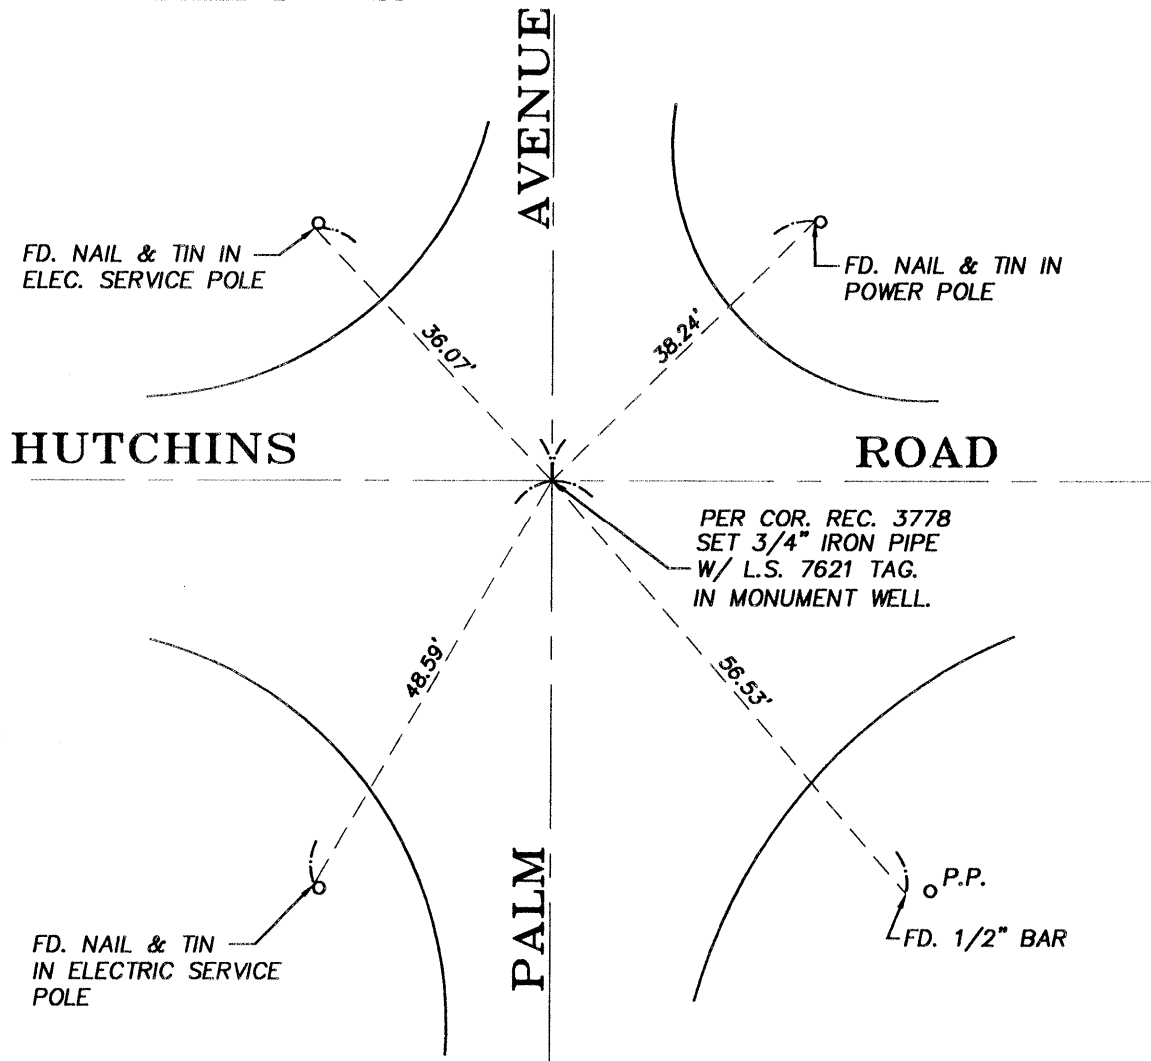 AVENUE
FD. NAIL & TIN IN
ELEC. SERVICE POLE
FD. NAIL & TIN IN
POWER POLE
36.07'
38.24'
HUTCHINS
ROAD
PER COR. REC. 3778
SET 3/4" IRON PIPE
W/ L.S. 7621 TAG.
IN MONUMENT WELL.
48.59'
56.53'
PALM
P.P.
FD. NAIL & TIN
IN ELECTRIC SERVICE
POLE
FD. 1/2" BAR